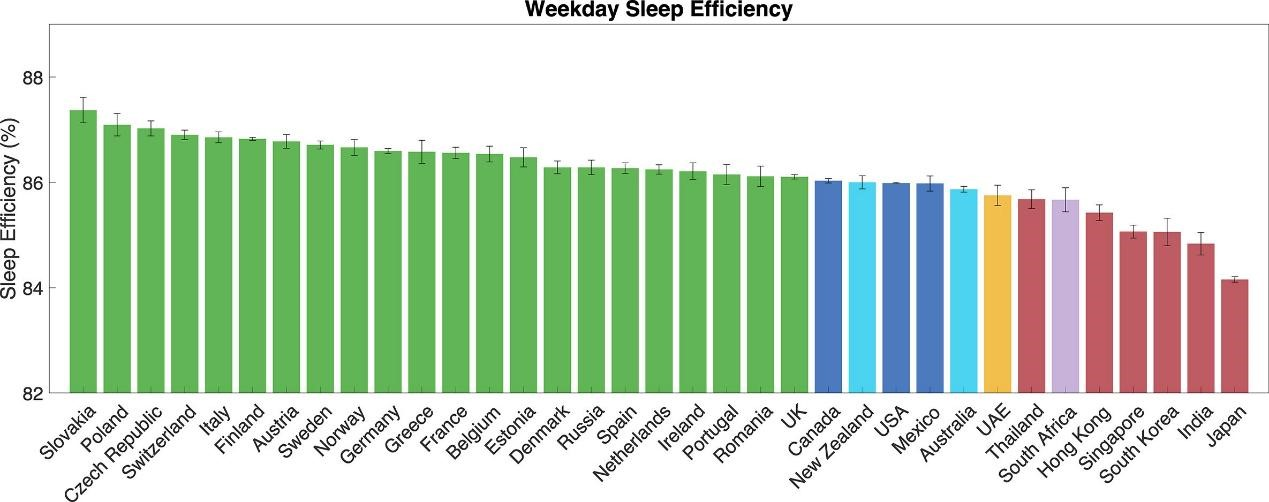 Weekday Sleep Efficiency
Sleep Efficiency (%)
88
86
84
82
Slovakia
Poland
Czech Republic
Switzerland
Italy
Finland
Austria
Sweden
Norway
Germany
Greece
France
Belgium
Estonia
Denmark
Russia
Spain
Netherlands
Ireland
Portugal
Romania
UK
Canada
New Zealand
USA
Mexico
Australia
UAE
Thailand
South Africa
Hong Kong
Singapore
South Korea
India
Japan